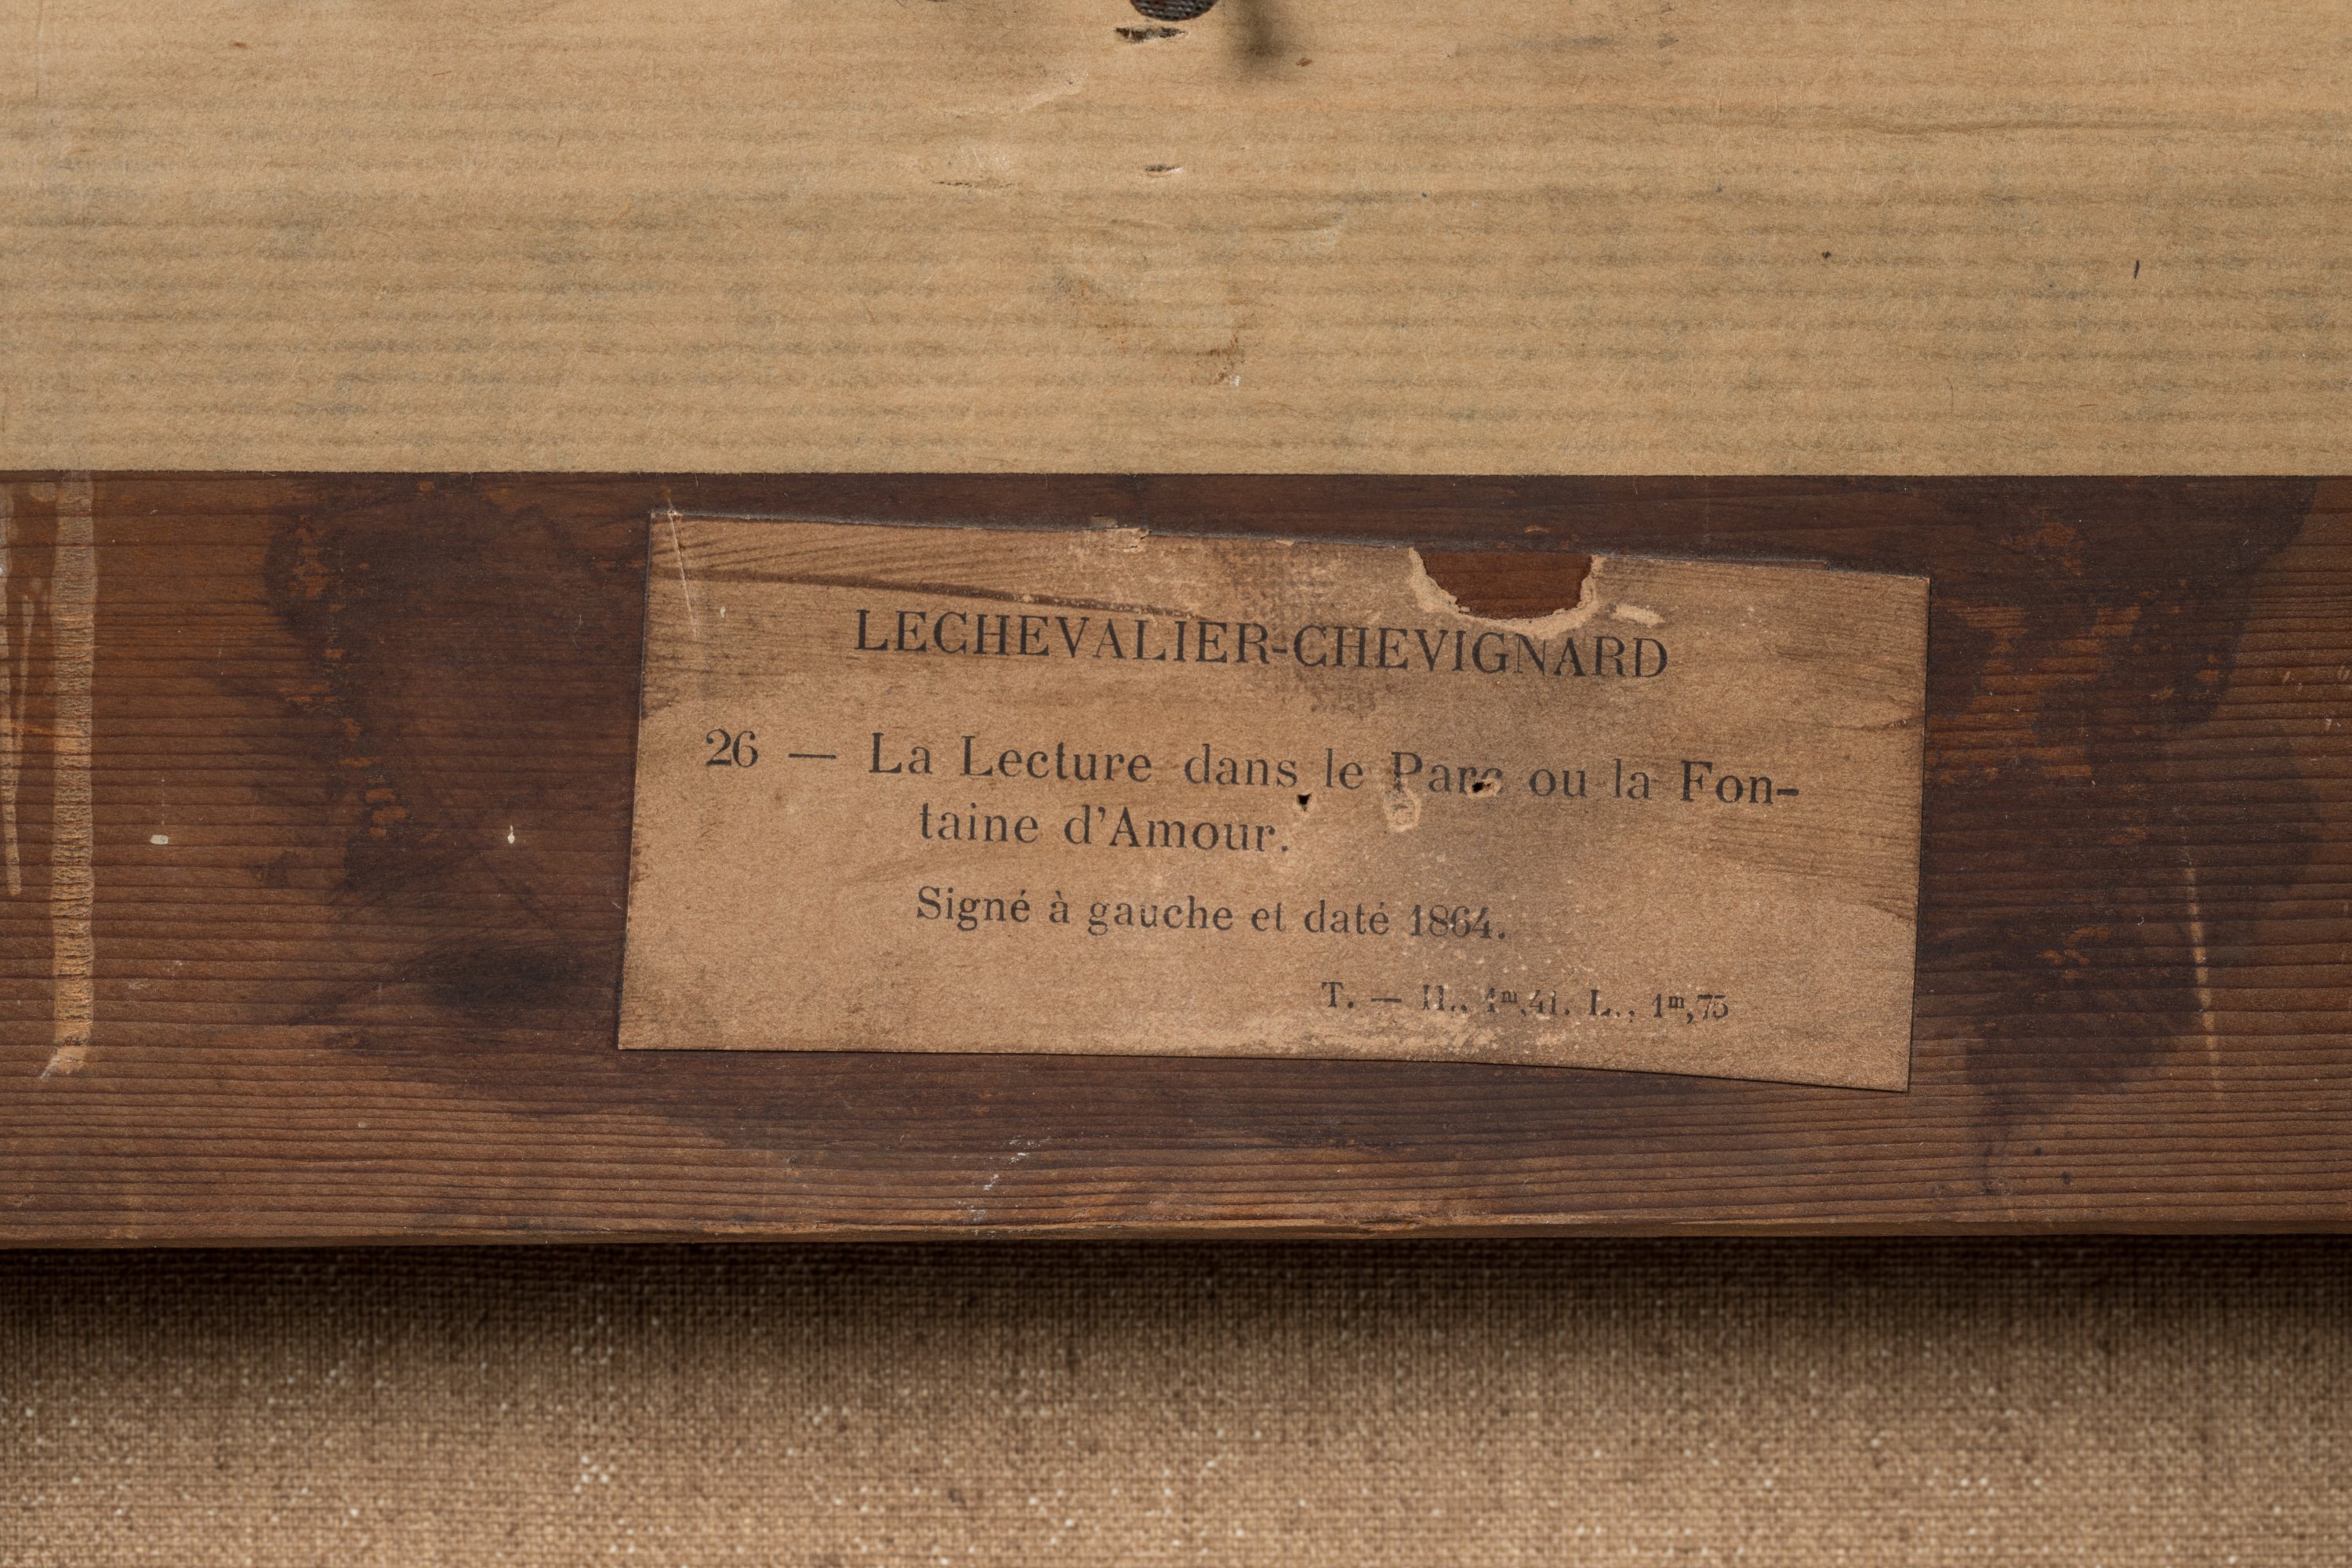 LECHEVALIER-CHEVIGNARD
26 — La Lecture dans le Parc ou la Fon-
taine d'Amour.
Signé à gauche et daté 1864.
T. — H., 1ᵐ,41. L., 1ᵐ,75